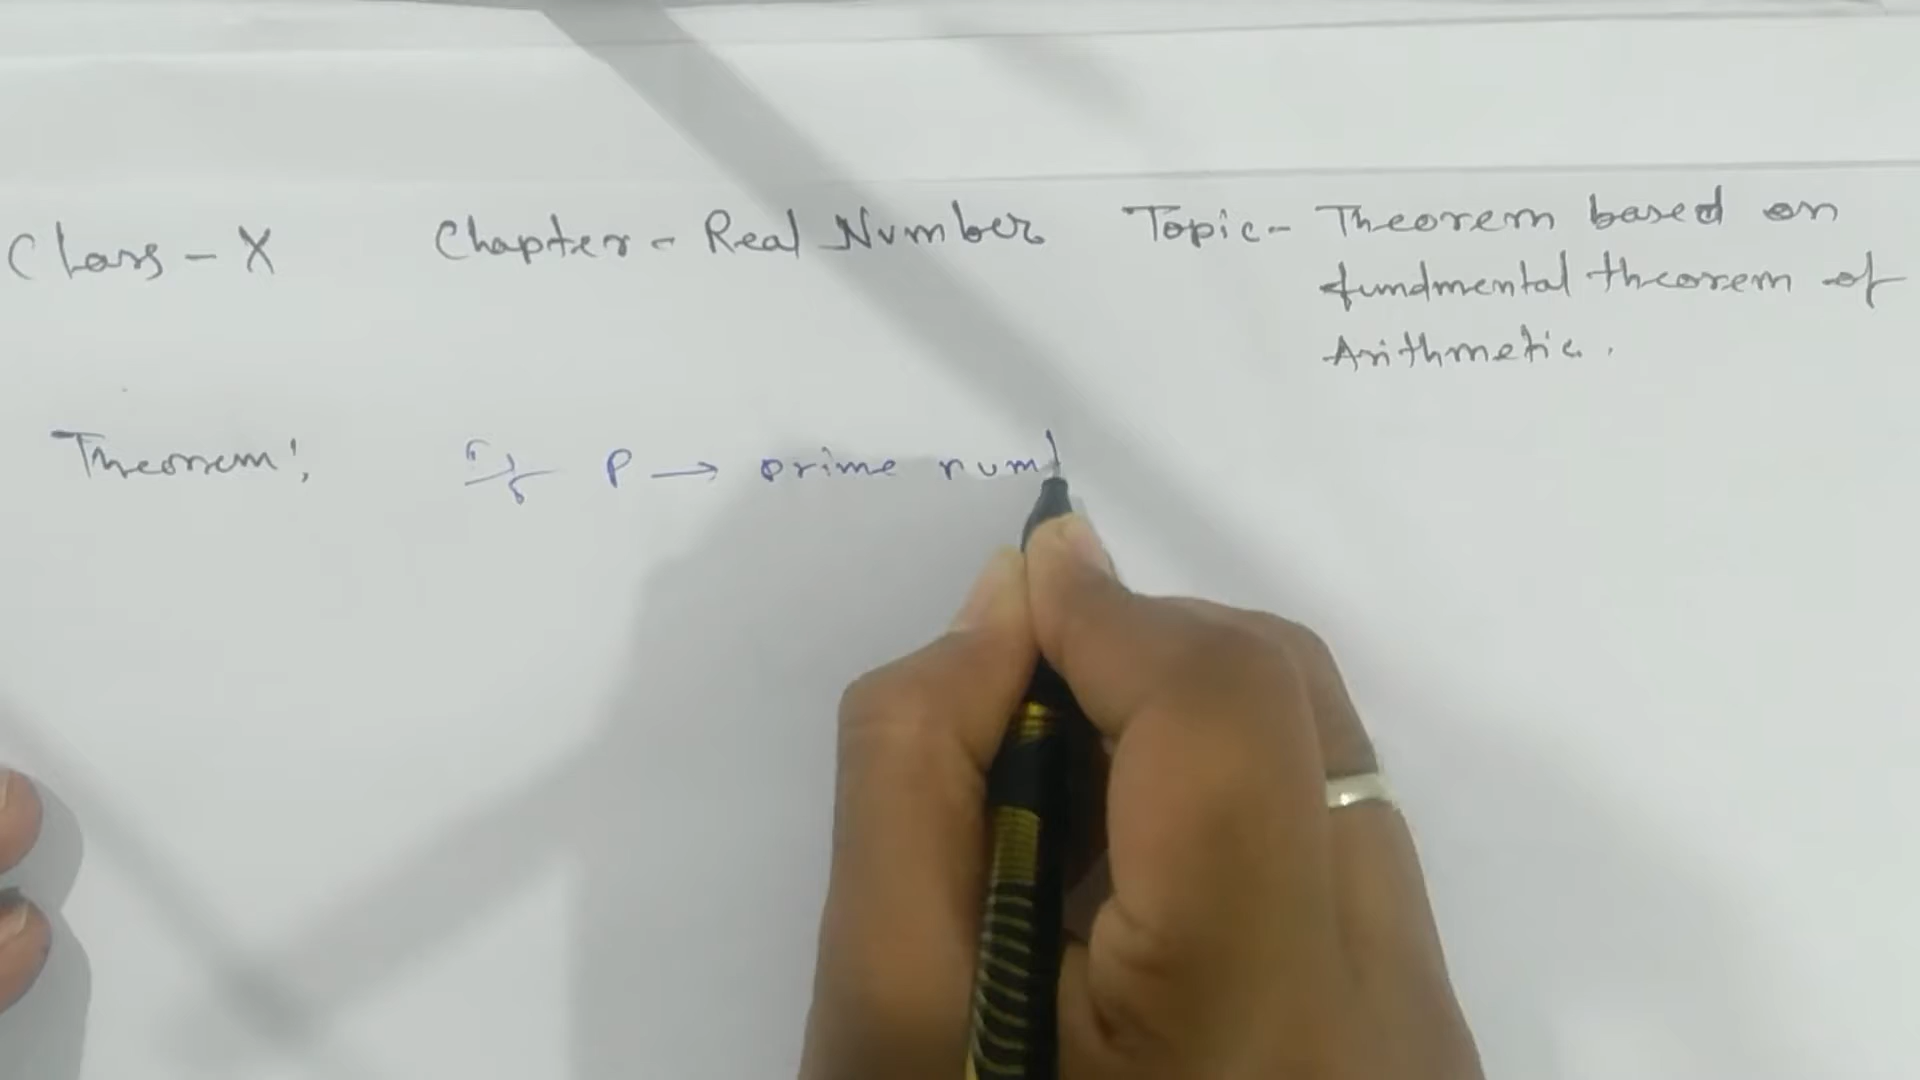 Class - X Chapter - Real Number Topic - Theorem based on
fundmental theorem of
Arithmetic.
Theorem: If P → prime num